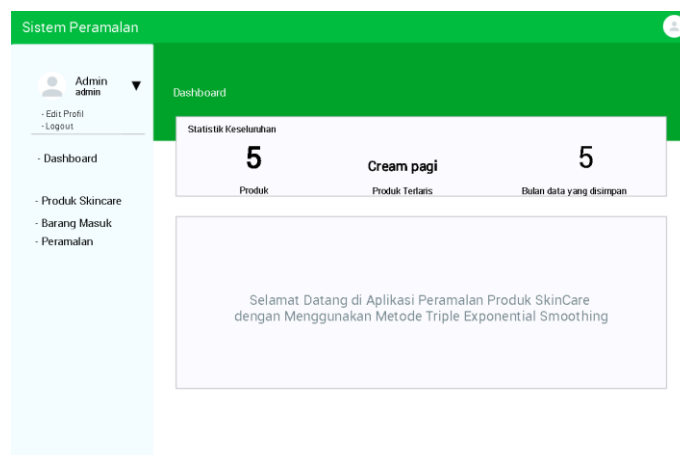 Sistem Peramalan
Admin
admin
- Edit Profil
- Logout
- Dashboard
- Produk Skincare
- Barang Masuk
- Peramalan
Dashboard
Statistik Keseluruhan
5
Cream pagi
5
Produk
Produk Terlaris
Bulan data yang disimpan
Selamat Datang di Aplikasi Peramalan Produk SkinCare
dengan Menggunakan Metode Triple Exponential Smoothing